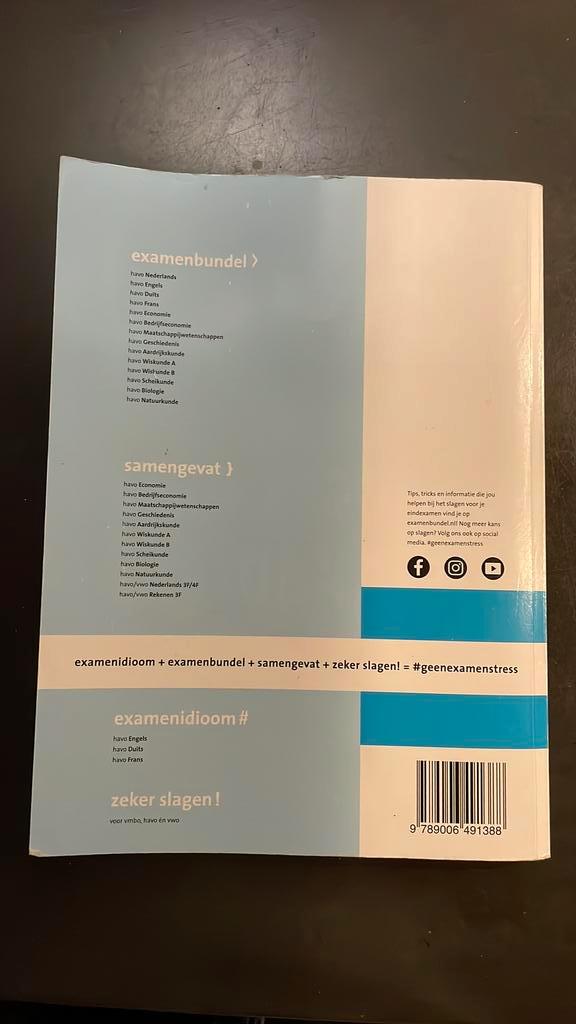 examenbundel >
havo Nederlands
havo Engels
havo Duits
havo Frans
havo Economie
havo Bedrijfseconomie
havo Maatschappijwetenschappen
havo Geschiedenis
havo Aardrijkskunde
havo Wiskunde A
havo Wiskunde B
havo Scheikunde
havo Biologie
havo Natuurkunde
samengevat }
havo Economie
havo Bedrijfseconomie
havo Maatschappijwetenschappen
havo Geschiedenis
havo Aardrijkskunde
havo Wiskunde A
havo Wiskunde B
havo Scheikunde
havo Biologie
havo Natuurkunde
havo/vwo Nederlands 3F/4F
havo/vwo Rekenen 3F
Tips, tricks en informatie die jou
helpen bij het slagen voor je
eindexamen vind je op
examenbundel.nl! Nog meer kans
op slagen? Volg ons ook op social
media. #geenexamenstress
examenidioom + examenbundel + samengevat + zeker slagen! = #geenexamenstress
examenidioom #
havo Engels
havo Duits
havo Frans
zeker slagen !
voor vmbo, havo én vwo
9 789006 491388